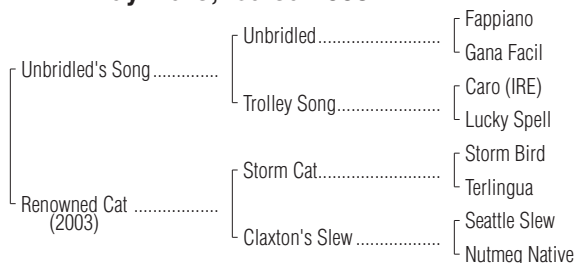 Fappiano
Unbridled
Gana Facil
Unbridled's Song
Caro (IRE)
Trolley Song
Lucky Spell
Storm Bird
Storm Cat
Terlingua
Renowned Cat
(2003)
Seattle Slew
Claxton's Slew
Nutmeg Native